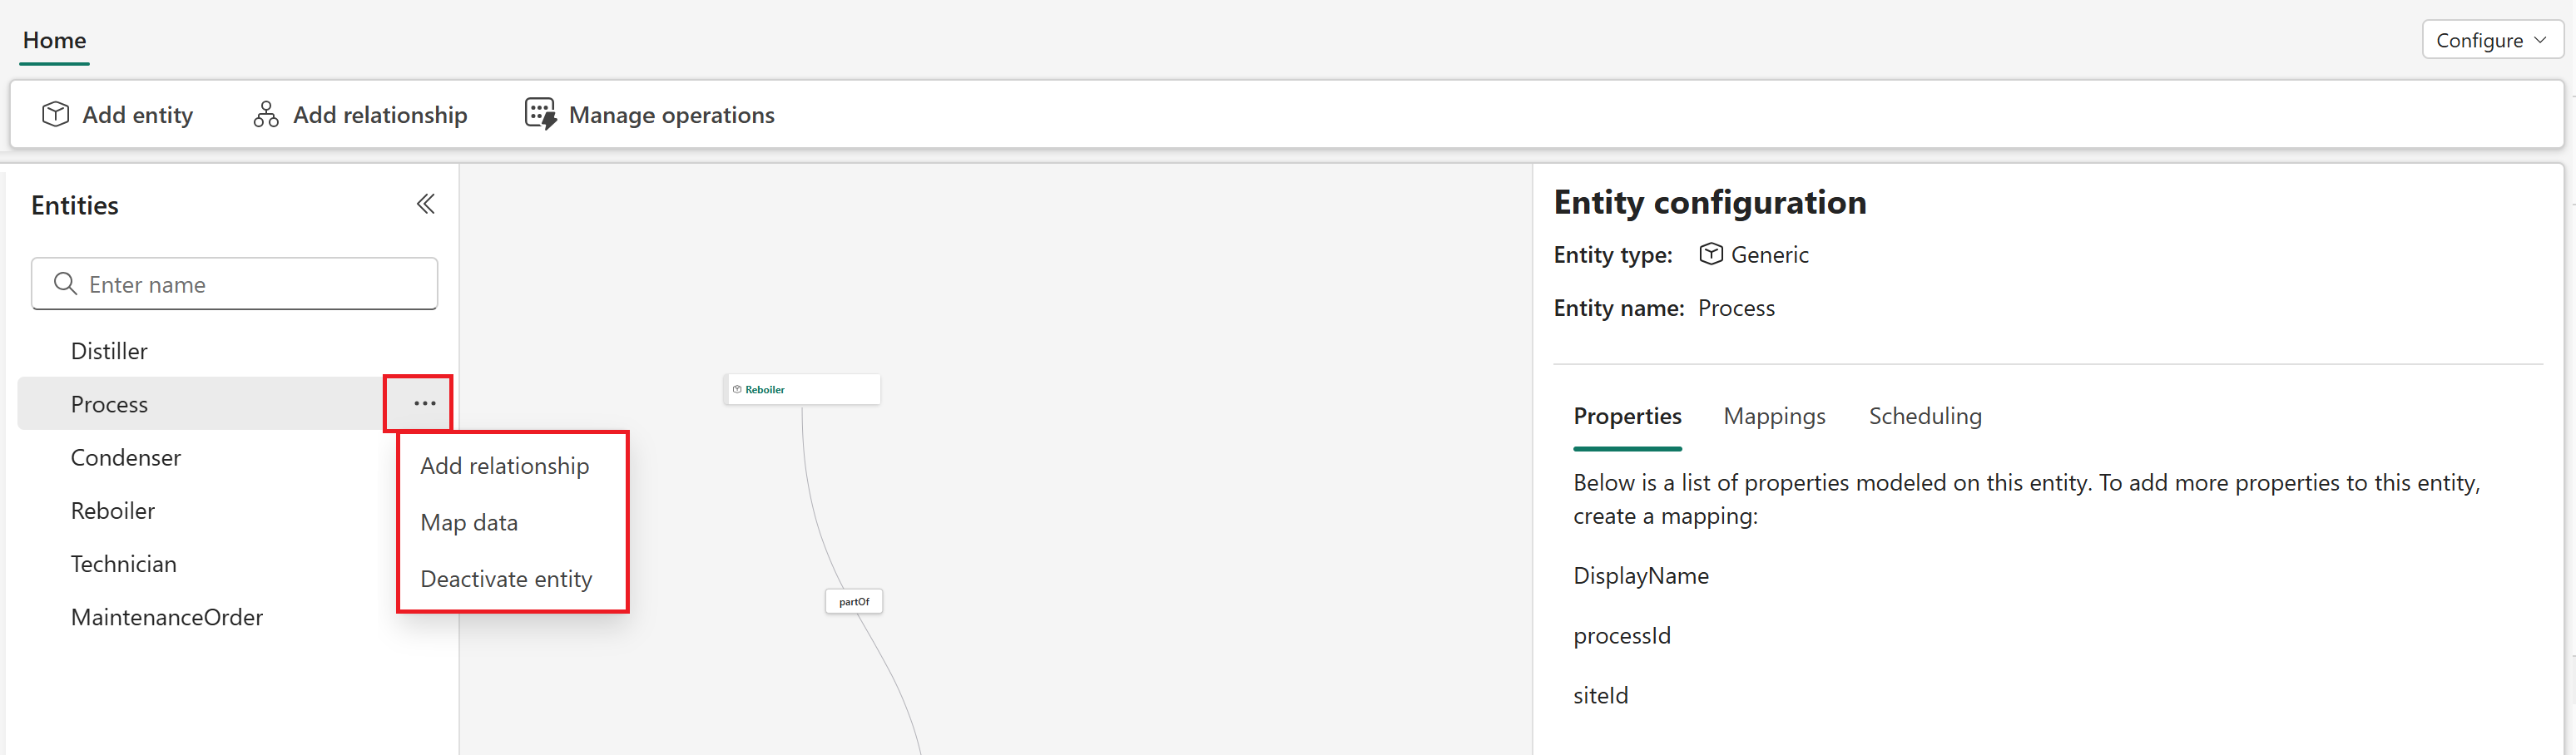 Home
Configure
Add entity
Add relationship
Manage operations
Entities
Enter name
Distiller
Process
Condenser
Reboiler
Technician
MaintenanceOrder
Add relationship
Map data
Deactivate entity
Reboiler
partOf
Entity configuration
Entity type: Generic
Entity name: Process
Properties Mappings Scheduling
Below is a list of properties modeled on this entity. To add more properties to this entity,
create a mapping:
DisplayName
processId
siteId